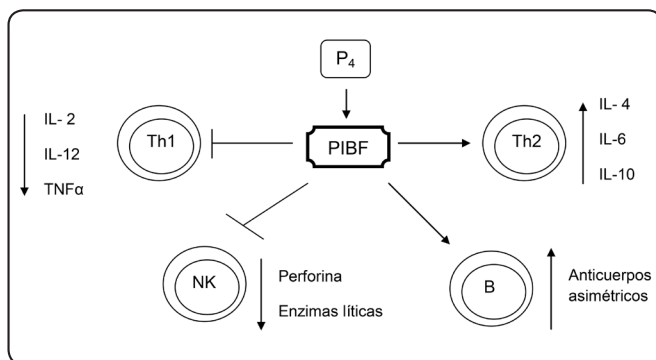 P₄
IL- 2
IL-12
TNFα
Th1
PIBF
Th2
IL- 4
IL-6
IL-10
NK
Perforina
Enzimas líticas
B
Anticuerpos
asimétricos